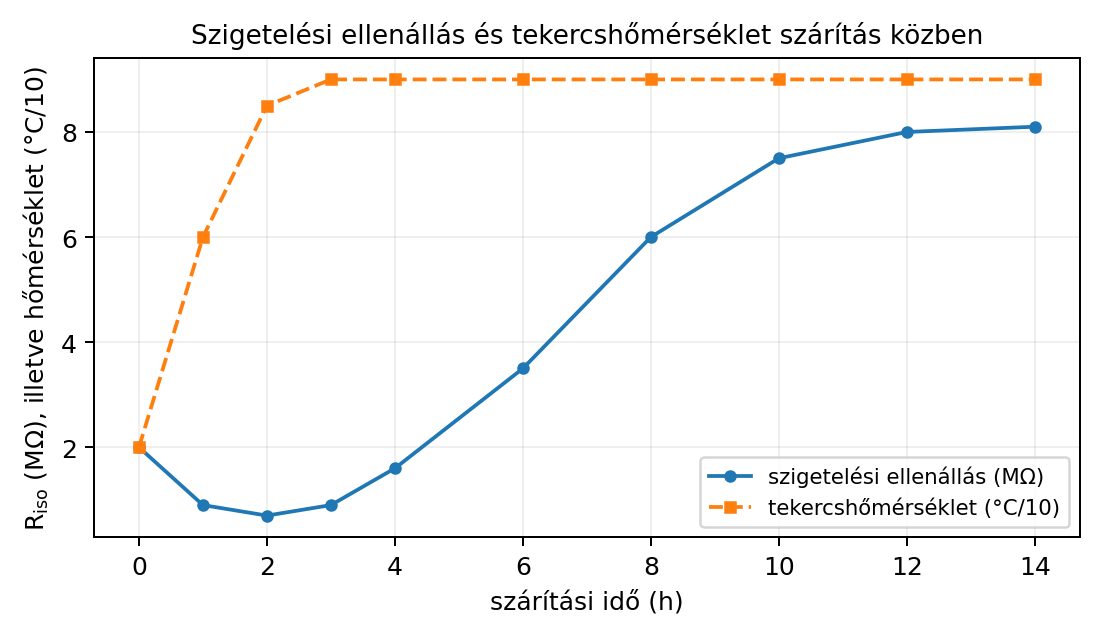 Szigetelési ellenállás és tekercshőmérséklet szárítás közben
R_iso (MΩ), illetve hőmérséklet (°C/10)
8
6
4
2
szigetelési ellenállás (MΩ)
tekercshőmérséklet (°C/10)
0 2 4 6 8 10 12 14
szárítási idő (h)